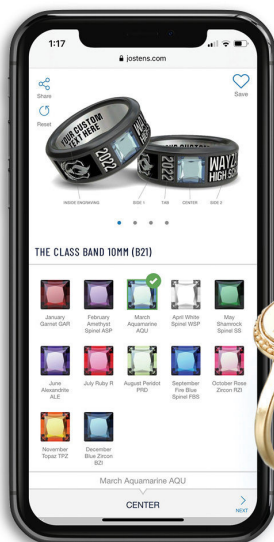 1:17
jostens.com
Share
Save
Reset
YOUR CUSTOM
TEXT HERE
2022
2022
WAYZ
HIGH SCH
INSIDE ENGRAVING
SIDE 1
TAB
CENTER
SIDE 2
THE CLASS BAND 10MM (B21)
January
Garnet GAR
February
Amethyst
Spinel ASP
March
Aquamarine
AQU
April White
Spinel WSP
May
Shamrock
Spinel SS
June
Alexandrite
ALE
July Ruby R
August Peridot
PRD
September
Fire Blue
Spinel FBS
October Rose
Zircon RZI
November
Topaz TPZ
December
Blue Zircon
BZI
March Aquamarine AQU
CENTER
NEXT